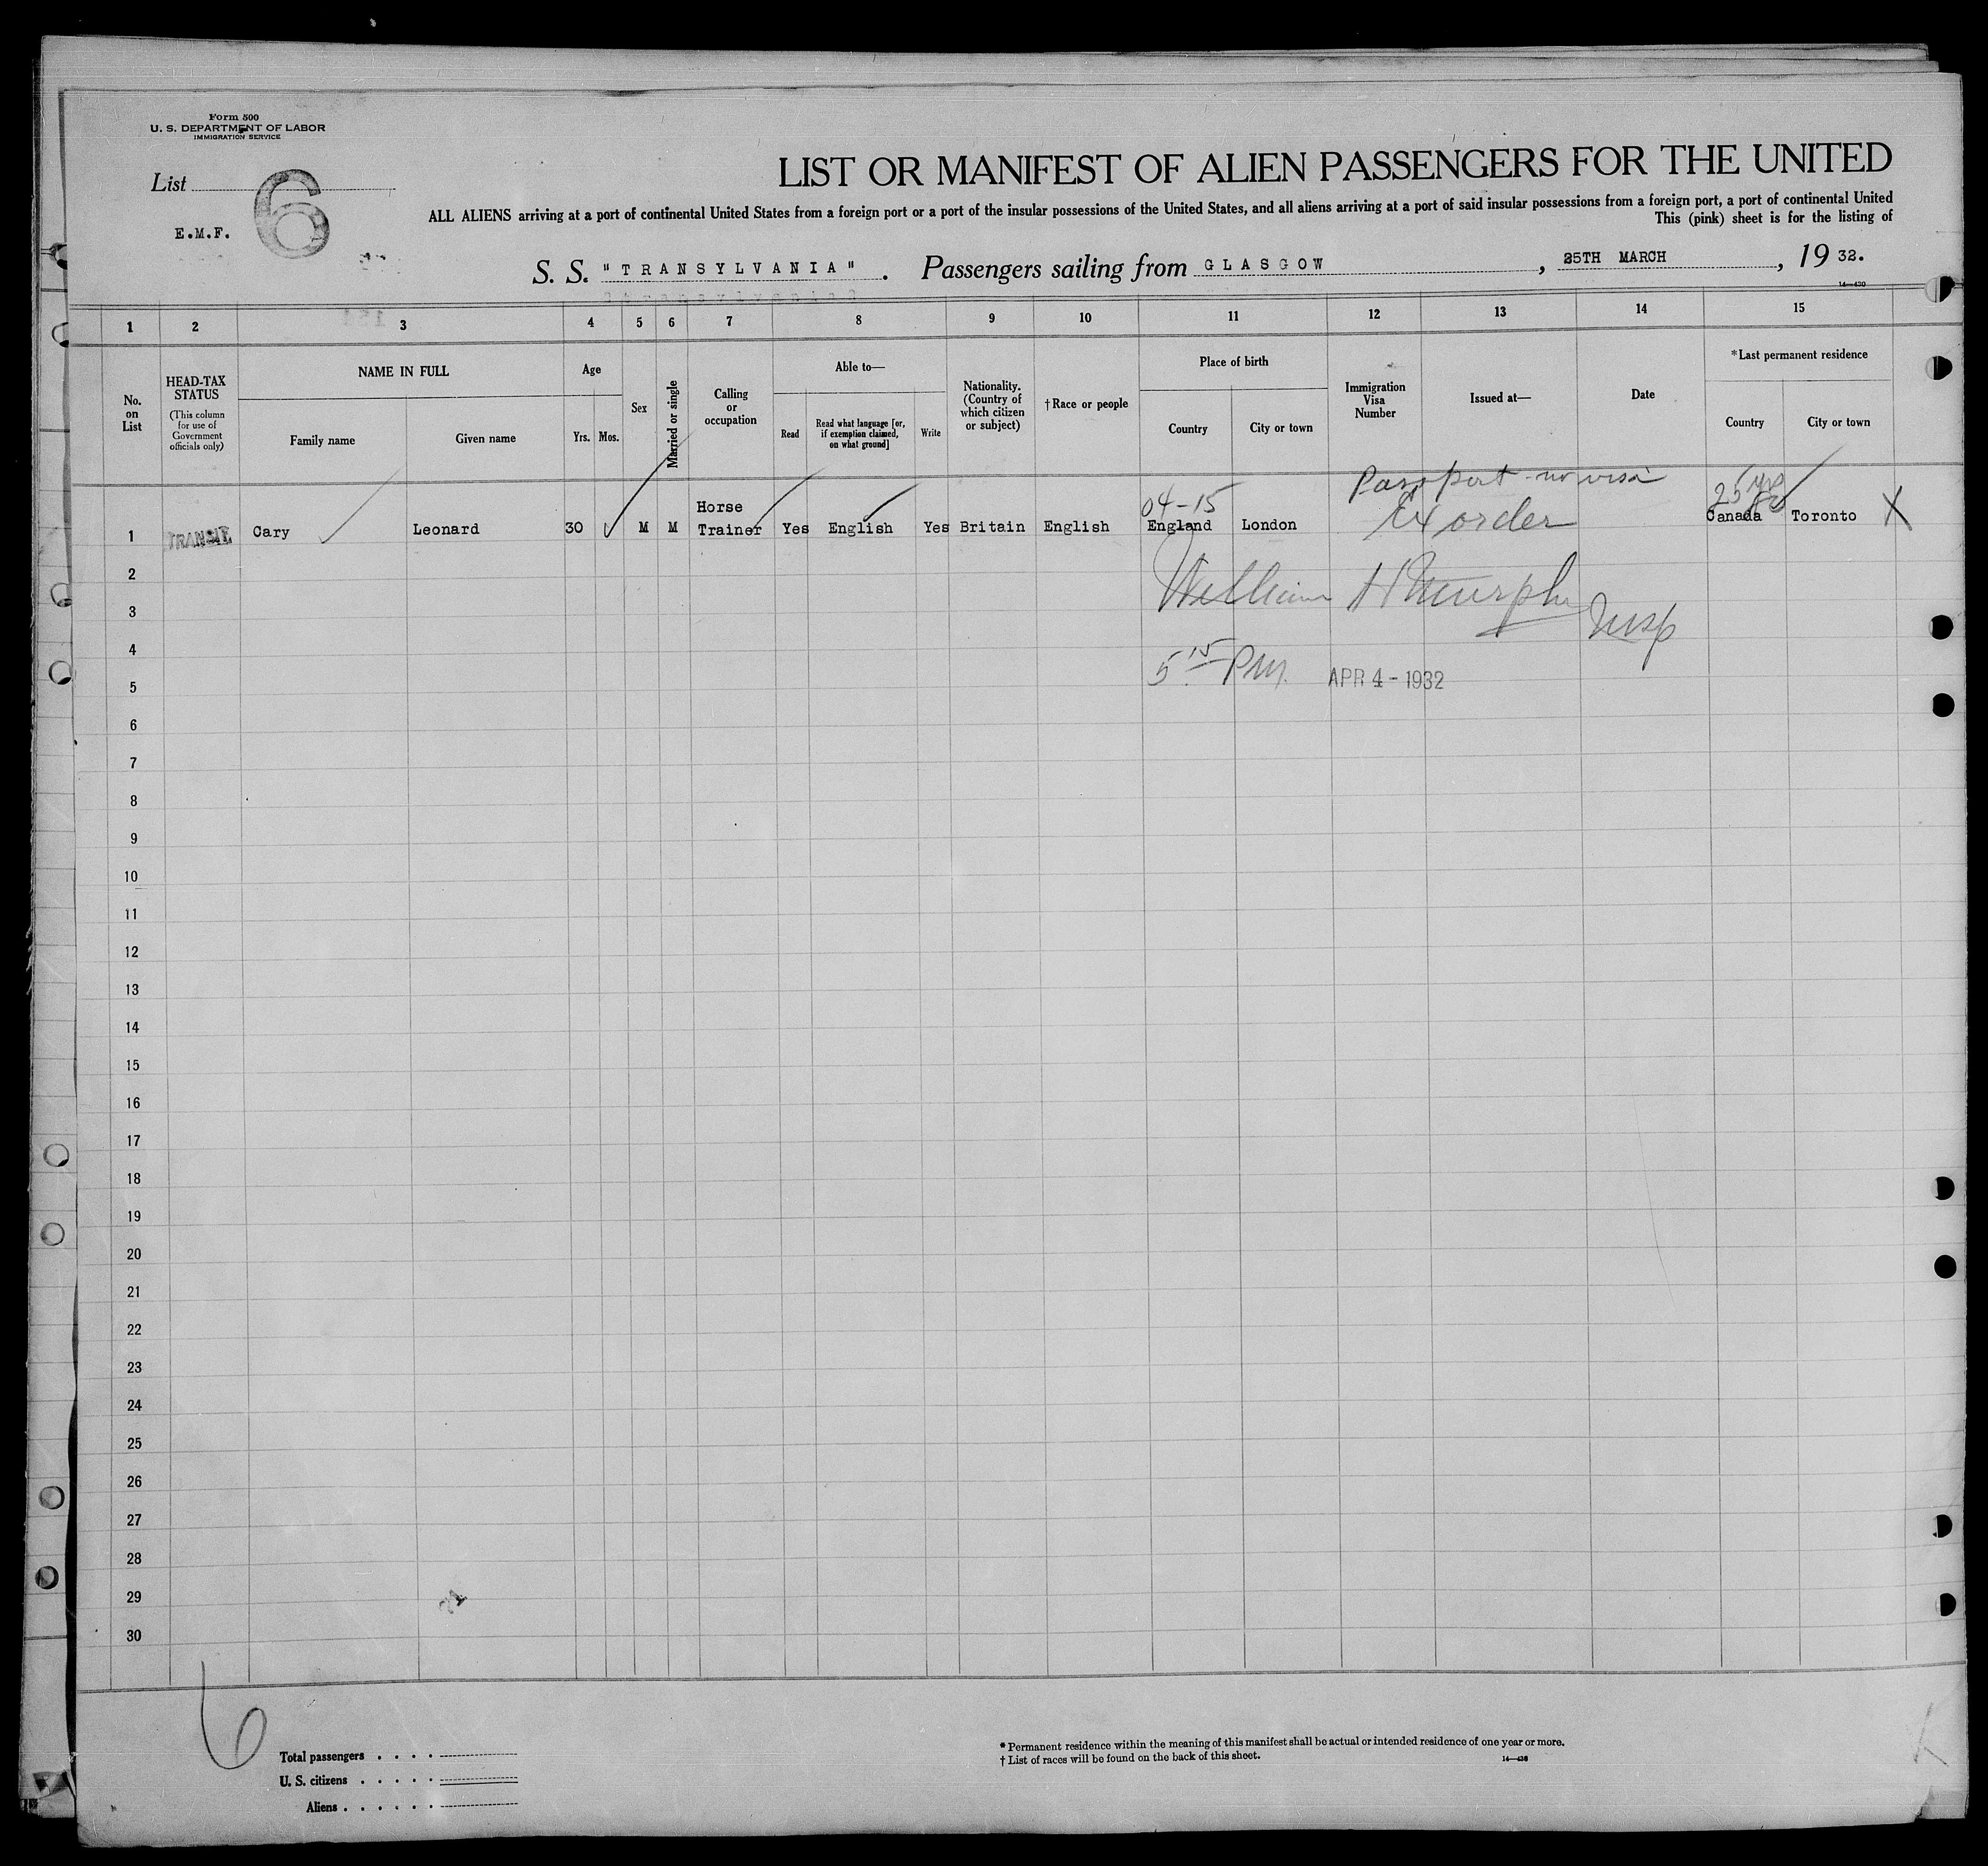 Form 500
U. S. DEPARTMENT OF LABOR
IMMIGRATION SERVICE
List 6
E.M.F.
LIST OR MANIFEST OF ALIEN PASSENGERS FOR THE UNITED
ALL ALIENS arriving at a port of continental United States from a foreign port or a port of the insular possessions of the United States, and all aliens arriving at a port of said insular possessions from a foreign port, a port of continental United
This (pink) sheet is for the listing of
S. S. "TRANSYLVANIA". Passengers sailing from GLASGOW, 25TH MARCH, 19 32.
14—430
1 2 3 4 5 6 7 8 9 10 11 12 13 14 15
No. on List
HEAD-TAX STATUS
(This column for use of Government officials only)
NAME IN FULL
Family name
Given name
Age
Yrs. Mos.
Sex
Married or single
Calling or occupation
Able to—
Read
Read what language [or, if exemption claimed, on what ground]
Write
Nationality. (Country of which citizen or subject)
†Race or people
Place of birth
Country
City or town
Immigration Visa Number
Issued at—
Date
*Last permanent residence
Country
City or town
Passport no visa
04-15
Ex order
25 yrs
1 TRANSIT. Cary Leonard 30 M M Horse Trainer Yes English Yes Britain English England London Canada Toronto X
2
William H Murphy
3
Insp
4
5 15 PM. APR 4 - 1932
5
6
7
8
9
10
11
12
13
14
15
16
17
18
19
20
21
22
23
24
25
26
27
28
29
30
6
Total passengers . . . .
U. S. citizens . . . . .
Aliens . . . . . .
* Permanent residence within the meaning of this manifest shall be actual or intended residence of one year or more.
† List of races will be found on the back of this sheet.
14—430